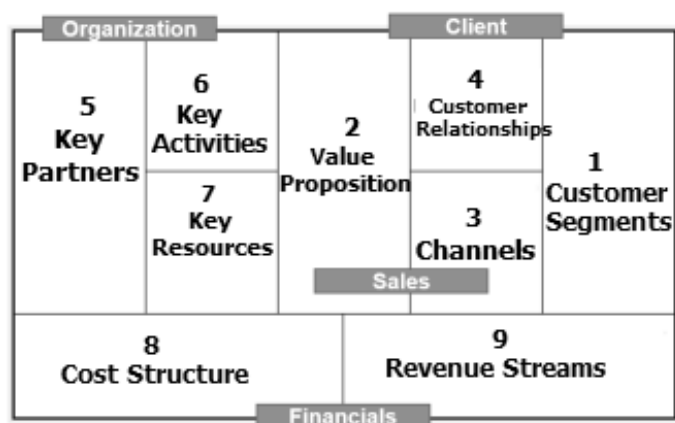 Organization
Client
5
Key
Partners
6
Key
Activities
7
Key
Resources
2
Value
Proposition
4
Customer
Relationships
3
Channels
1
Customer
Segments
Sales
8
Cost Structure
9
Revenue Streams
Financials